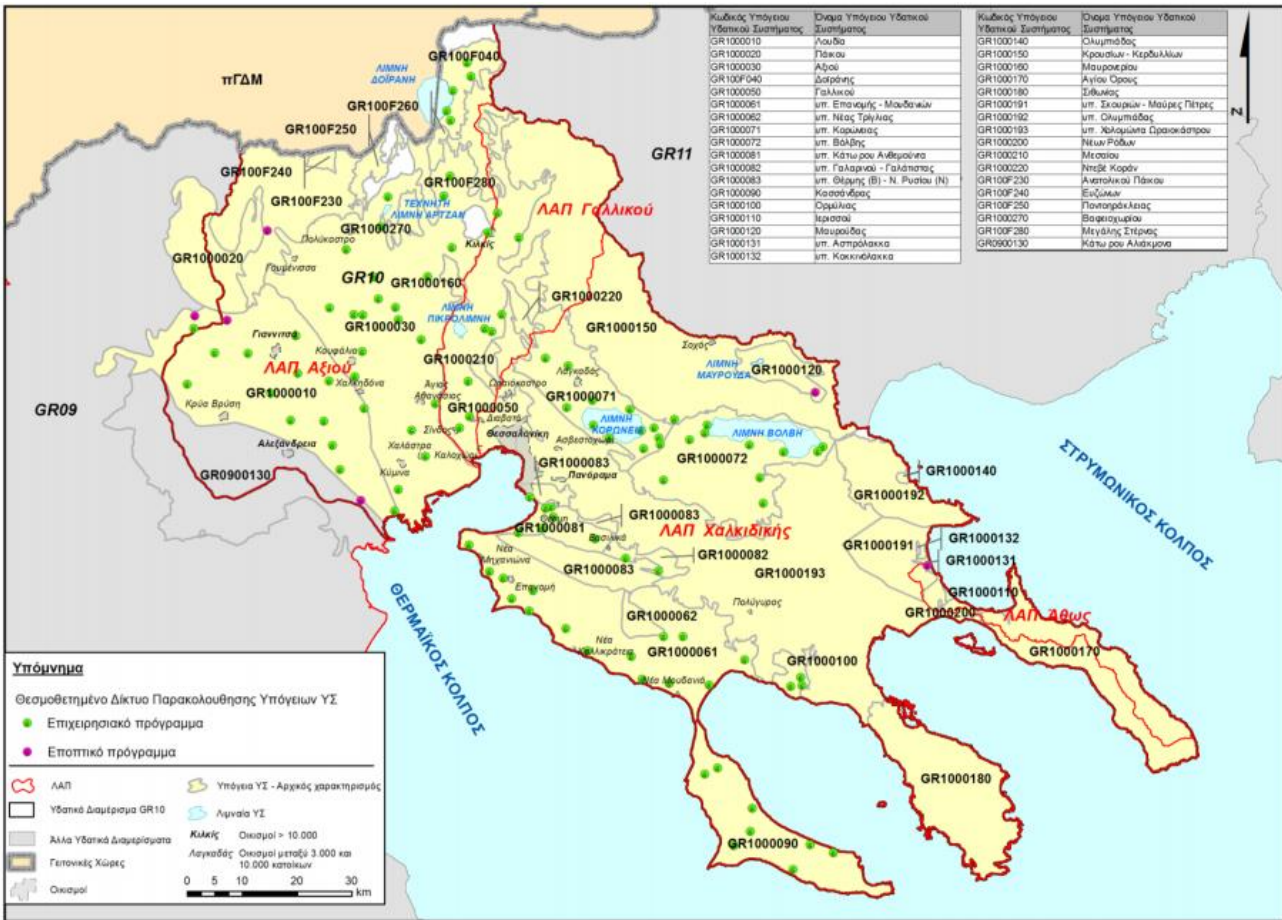 Κωδικός Υπόγειου Υδατικού Συστήματος Όνομα Υπόγειου Υδατικού Συστήματος
GR1000010 Λουδία
GR1000020 Πάικου
GR1000030 Αξιού
GR100F040 Δοϊράνης
GR1000050 Γαλλικού
GR1000061 υπ. Επανομής - Μουδανιών
GR1000062 υπ. Νέας Τρίγλιας
GR1000071 υπ. Κορώνειας
GR1000072 υπ. Βόλβης
GR1000081 υπ. Κάτω ρου Ανθεμούντα
GR1000082 υπ. Γαλαρινού - Γαλάτιστας
GR1000083 υπ. Θέρμης (Β) - Ν. Ρυσίου (Ν)
GR1000090 Κασσάνδρας
GR1000100 Ορμύλιας
GR1000110 Ιερισσού
GR1000120 Μαυρούδας
GR1000131 υπ. Ασπρόλακκα
GR1000132 υπ. Κοκκινόλακκα
Κωδικός Υπόγειου Υδατικού Συστήματος Όνομα Υπόγειου Υδατικού Συστήματος
GR1000140 Ολυμπιάδας
GR1000150 Κρουσίων - Κερδυλλίων
GR1000160 Μαυρονερίου
GR1000170 Αγίου Όρους
GR1000180 Σιθωνίας
GR1000191 υπ. Σκουριών - Μαύρες Πέτρες
GR1000192 υπ. Ολυμπιάδας
GR1000193 υπ. Χολομώντα Ωραιοκάστρου
GR1000200 Νέων Ρόδων
GR1000210 Μεσαίου
GR1000220 Ντεβέ Κοράν
GR100F230 Ανατολικού Πάικου
GR100F240 Ευζώνων
GR100F250 Ποντοηράκλειας
GR1000270 Βαφειοχωρίου
GR100F280 Μεγάλης Στέρνας
GR0900130 Κάτω ρου Αλιάκμονα
Z
πΓΔΜ
ΛΙΜΝΗ
ΔΟΪΡΑΝΗ
GR100F040
GR100F260
GR100F250
GR11
GR100F240
GR100F280
GR100F230
ΤΕΧΝΗΤΗ
ΛΙΜΝΗ ΑΡΤΖΑΝ
ΛΑΠ Γαλλικού
GR1000270
Πολύκαστρο
Κιλκίς
GR1000020
Γουμένισσα
GR10
GR1000160
GR1000220
ΛΙΜΝΗ
ΠΙΚΡΟΛΙΜΝΗ
GR1000030
GR1000150
Γιαννιτσά
Κουφάλια
Σοχός
ΛΑΠ Αξιού
GR1000210
ΛΙΜΝΗ
ΜΑΥΡΟΥΔΑ
GR1000120
Χαλκηδόνα
Άγιος
Αθανάσιος
Ωραιόκαστρο
Λαγκαδάς
GR1000010
GR1000071
GR09
Κρύα Βρύση
GR1000050
Διαβατά
ΛΙΜΝΗ
ΚΟΡΩΝΕΙΑ
ΛΙΜΝΗ ΒΟΛΒΗ
Σίνδος
Θεσσαλονίκη
Ασβεστοχώρι
Αλεξάνδρεια
Χαλάστρα
Καλοχώρι
GR1000072
GR1000083
GR0900130
Κύμινα
Πανόραμα
GR1000140
GR1000192
ΣΤΡΥΜΩΝΙΚΟΣ ΚΟΛΠΟΣ
Θέρμη
GR1000083
GR1000081
ΛΑΠ Χαλκιδικής
GR1000132
Βασιλικά
GR1000191
GR1000131
Νέα
Μηχανιώνα
GR1000082
GR1000083
GR1000193
Επανομή
GR1000110
Πολύγυρος
GR1000200
ΛΑΠ Άθως
GR1000062
Νέα
Καλλικράτεια
GR1000061
GR1000170
GR1000100
Νέα Μουδανιά
ΘΕΡΜΑΪΚΟΣ ΚΟΛΠΟΣ
GR1000180
GR1000090
Υπόμνημα
Θεσμοθετημένο Δίκτυο Παρακολουθησης Υπόγειων ΥΣ
Επιχειρησιακό πρόγραμμα
Εποπτικό πρόγραμμα
ΛΑΠ
Υπόγεια ΥΣ - Αρχικός χαρακτηρισμός
Υδατικό Διαμέρισμα GR10
Λιμναία ΥΣ
Άλλα Υδατικά Διαμερίσματα
Κιλκίς Οικισμοί > 10.000
Γειτονικές Χώρες
Λαγκαδάς Οικισμοί μεταξύ 3.000 και
10.000 κατοίκων
Οικισμοί
0 5 10 20 30
km